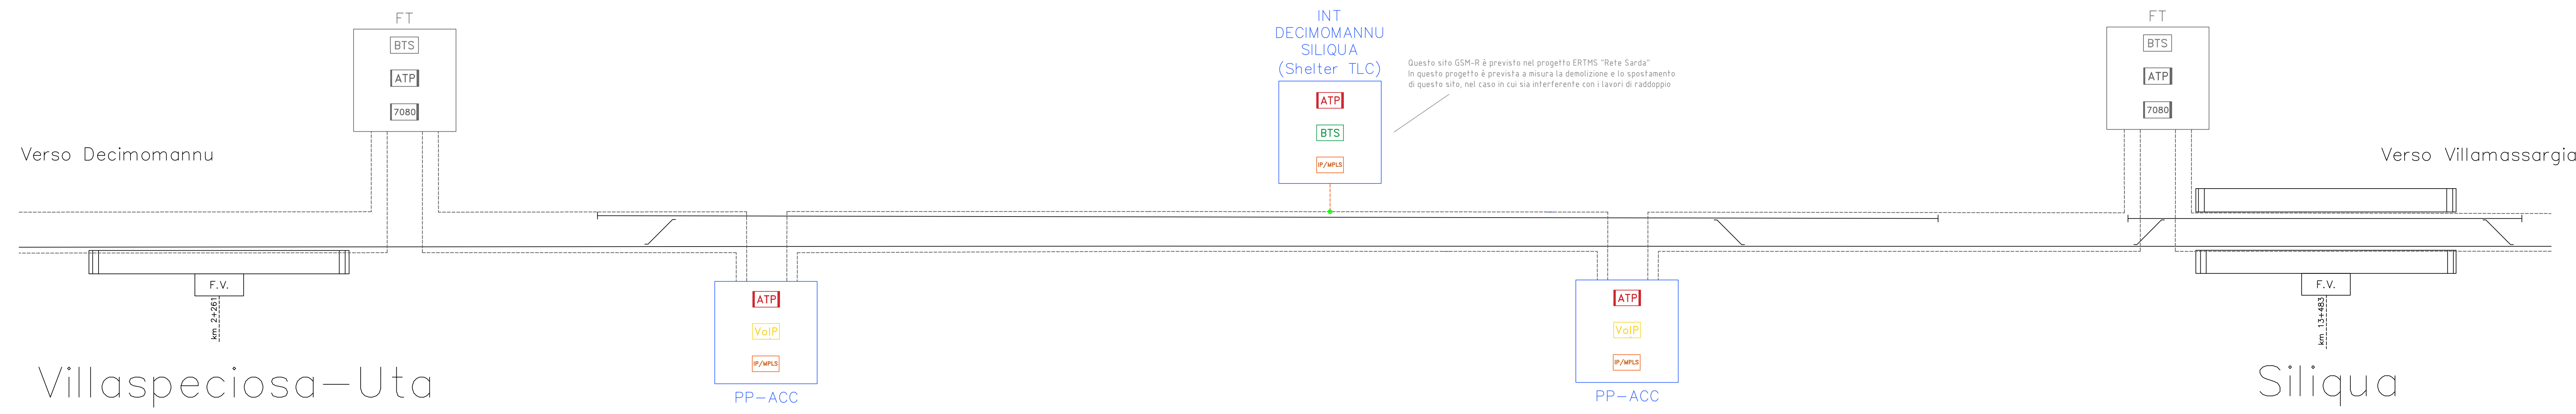 FT
BTS
ATP
7080
Verso Decimomannu
F.V.
km 2+261
Villaspeciosa-Uta
ATP
VoIP
IP/MPLS
PP-ACC
INT
DECIMOMANNU
SILIQUA
(Shelter TLC)
ATP
BTS
IP/MPLS
Questo sito GSM-R è previsto nel progetto ERTMS "Rete Sarda"
In questo progetto è prevista a misura la demolizione e lo spostamento
di questo sito, nel caso in cui sia interferente con i lavori di raddoppio
ATP
VoIP
IP/MPLS
PP-ACC
FT
BTS
ATP
7080
Verso Villamassargia
F.V.
km 13+483
Siliqua